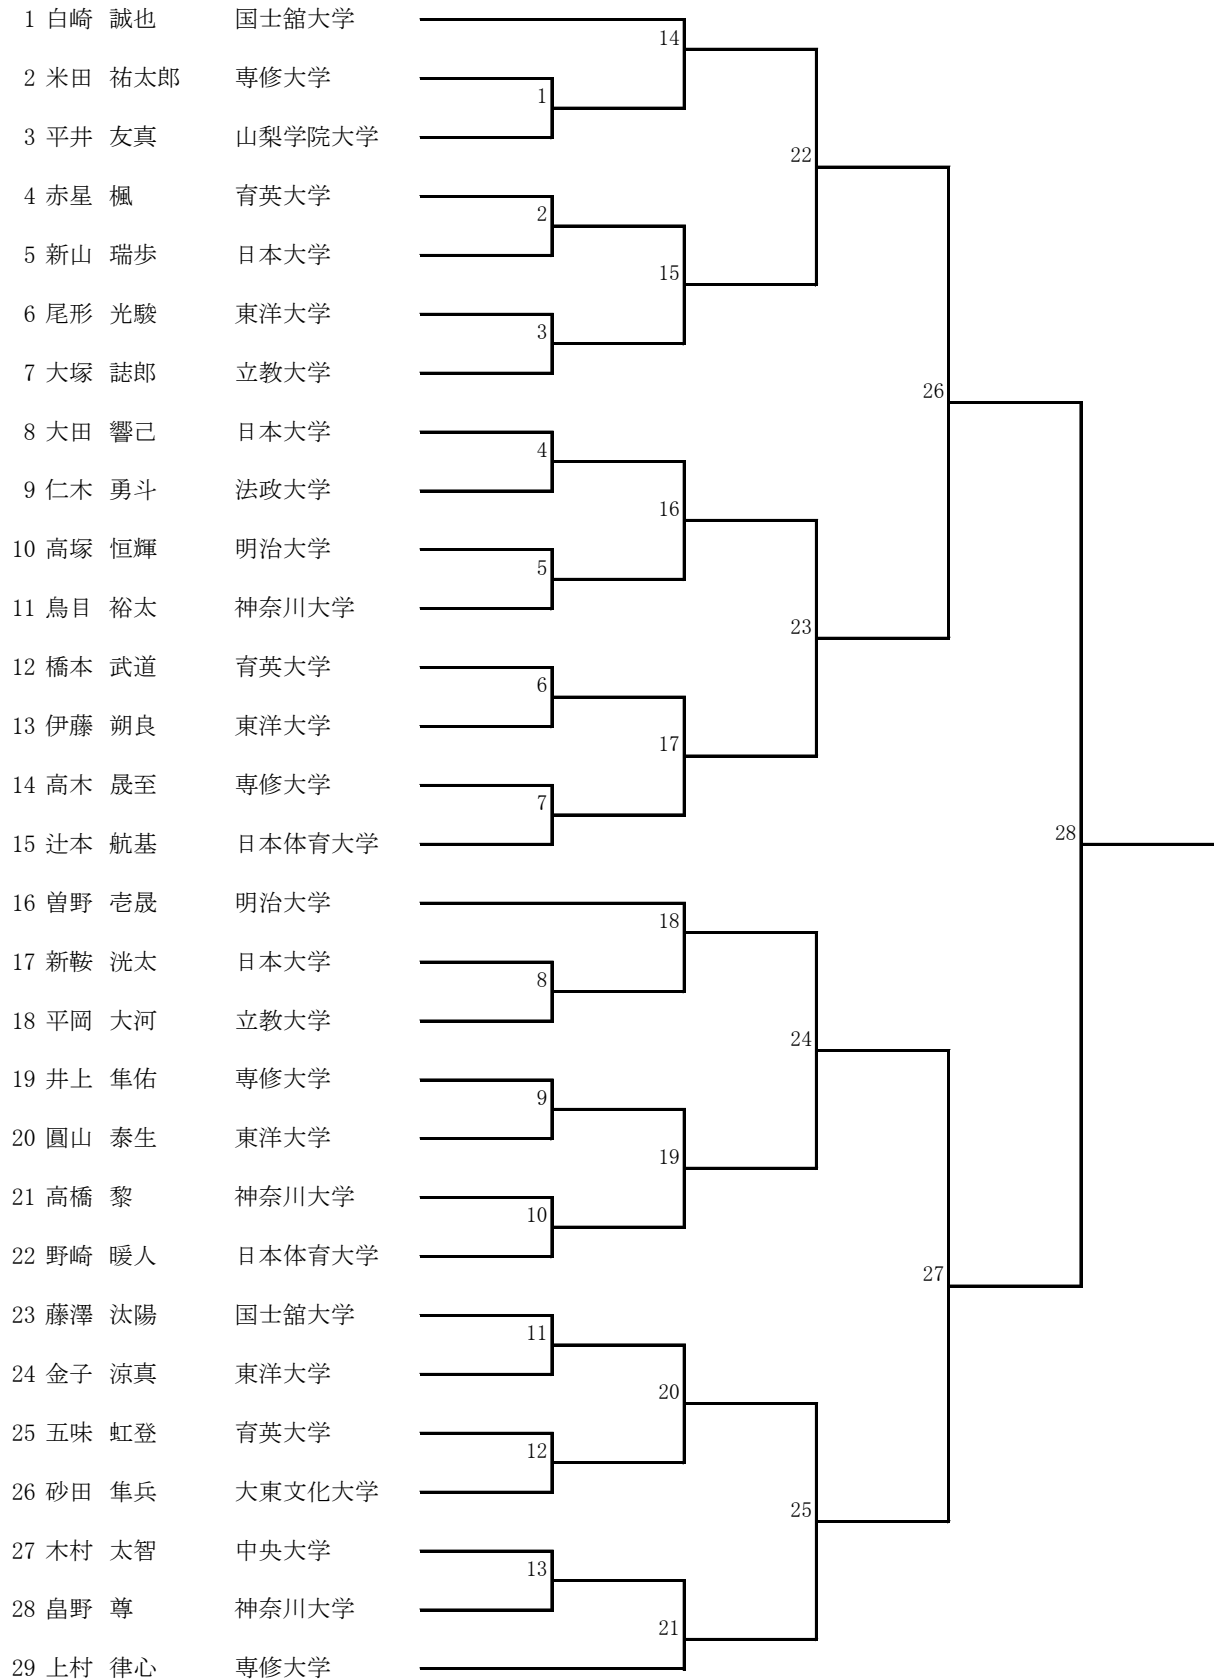 1 白崎 誠也 国士舘大学
14
2 米田 祐太郎 専修大学
1
3 平井 友真 山梨学院大学
22
4 赤星 楓 育英大学
2
5 新山 瑞歩 日本大学
15
6 尾形 光駿 東洋大学
3
7 大塚 誌郎 立教大学
26
8 大田 響己 日本大学
4
9 仁木 勇斗 法政大学
16
10 高塚 恒輝 明治大学
5
11 鳥目 裕太 神奈川大学
23
12 橋本 武道 育英大学
6
13 伊藤 朔良 東洋大学
17
14 高木 晟至 専修大学
7
15 辻本 航基 日本体育大学
28
16 曽野 壱晟 明治大学
18
17 新鞍 洸太 日本大学
8
18 平岡 大河 立教大学
24
19 井上 隼佑 専修大学
9
20 圓山 泰生 東洋大学
19
21 高橋 黎 神奈川大学
10
22 野崎 暖人 日本体育大学
27
23 藤澤 汰陽 国士舘大学
11
24 金子 涼真 東洋大学
20
25 五味 虹登 育英大学
12
26 砂田 隼兵 大東文化大学
25
27 木村 太智 中央大学
13
28 畠野 尊 神奈川大学
21
29 上村 律心 専修大学